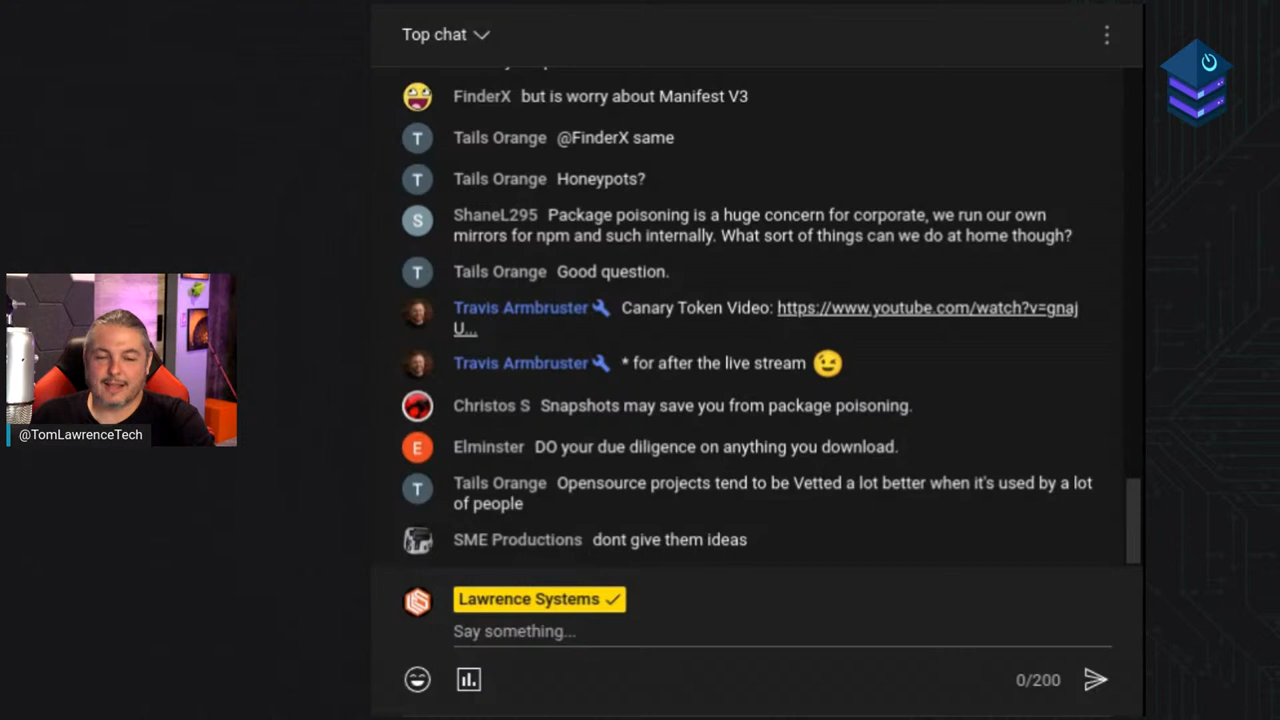 Top chat
FinderX but is worry about Manifest V3
T Tails Orange @FinderX same
T Tails Orange Honeypots?
S ShaneL295 Package poisoning is a huge concern for corporate, we run our own
mirrors for npm and such internally. What sort of things can we do at home though?
T Tails Orange Good question.
Travis Armbruster Canary Token Video: https://www.youtube.com/watch?v=gnaj
U...
Travis Armbruster * for after the live stream 😉
Christos S Snapshots may save you from package poisoning.
E Elminster DO your due diligence on anything you download.
T Tails Orange Opensource projects tend to be Vetted a lot better when it's used by a lot
of people
SME Productions dont give them ideas
@TomLawrenceTech
Lawrence Systems
Say something...
0/200